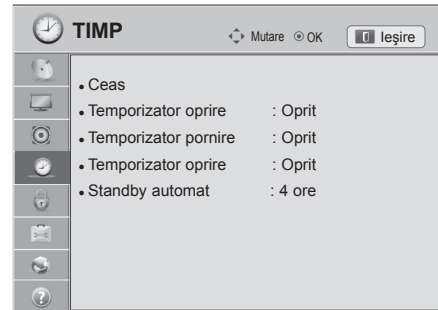 TIMP
Mutare OK Ieşire
Ceas
Temporizator oprire : Oprit
Temporizator pornire : Oprit
Temporizator oprire : Oprit
Standby automat : 4 ore